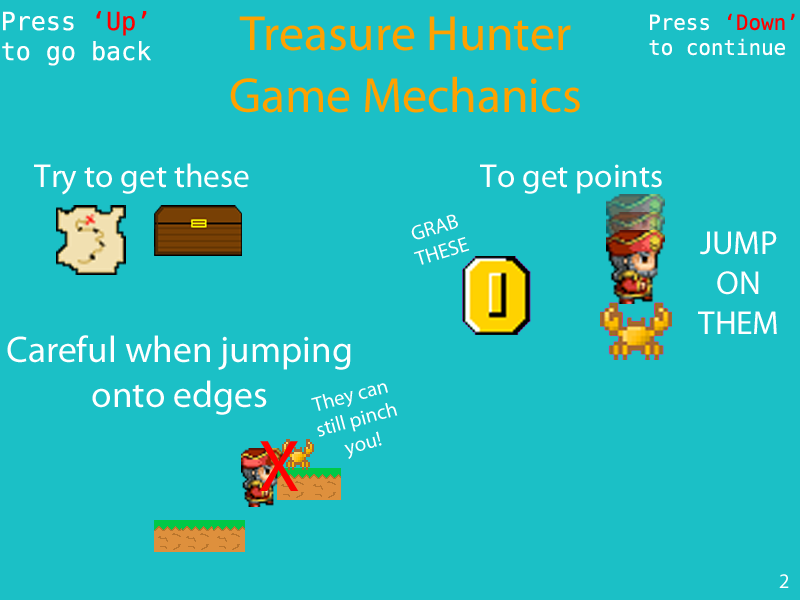 Press ‘Up’
to go back
Treasure Hunter
Game Mechanics
Press ‘Down’
to continue
Try to get these
To get points
GRAB
THESE
JUMP
ON
THEM
Careful when jumping
onto edges
They can
still pinch
you!
X
2